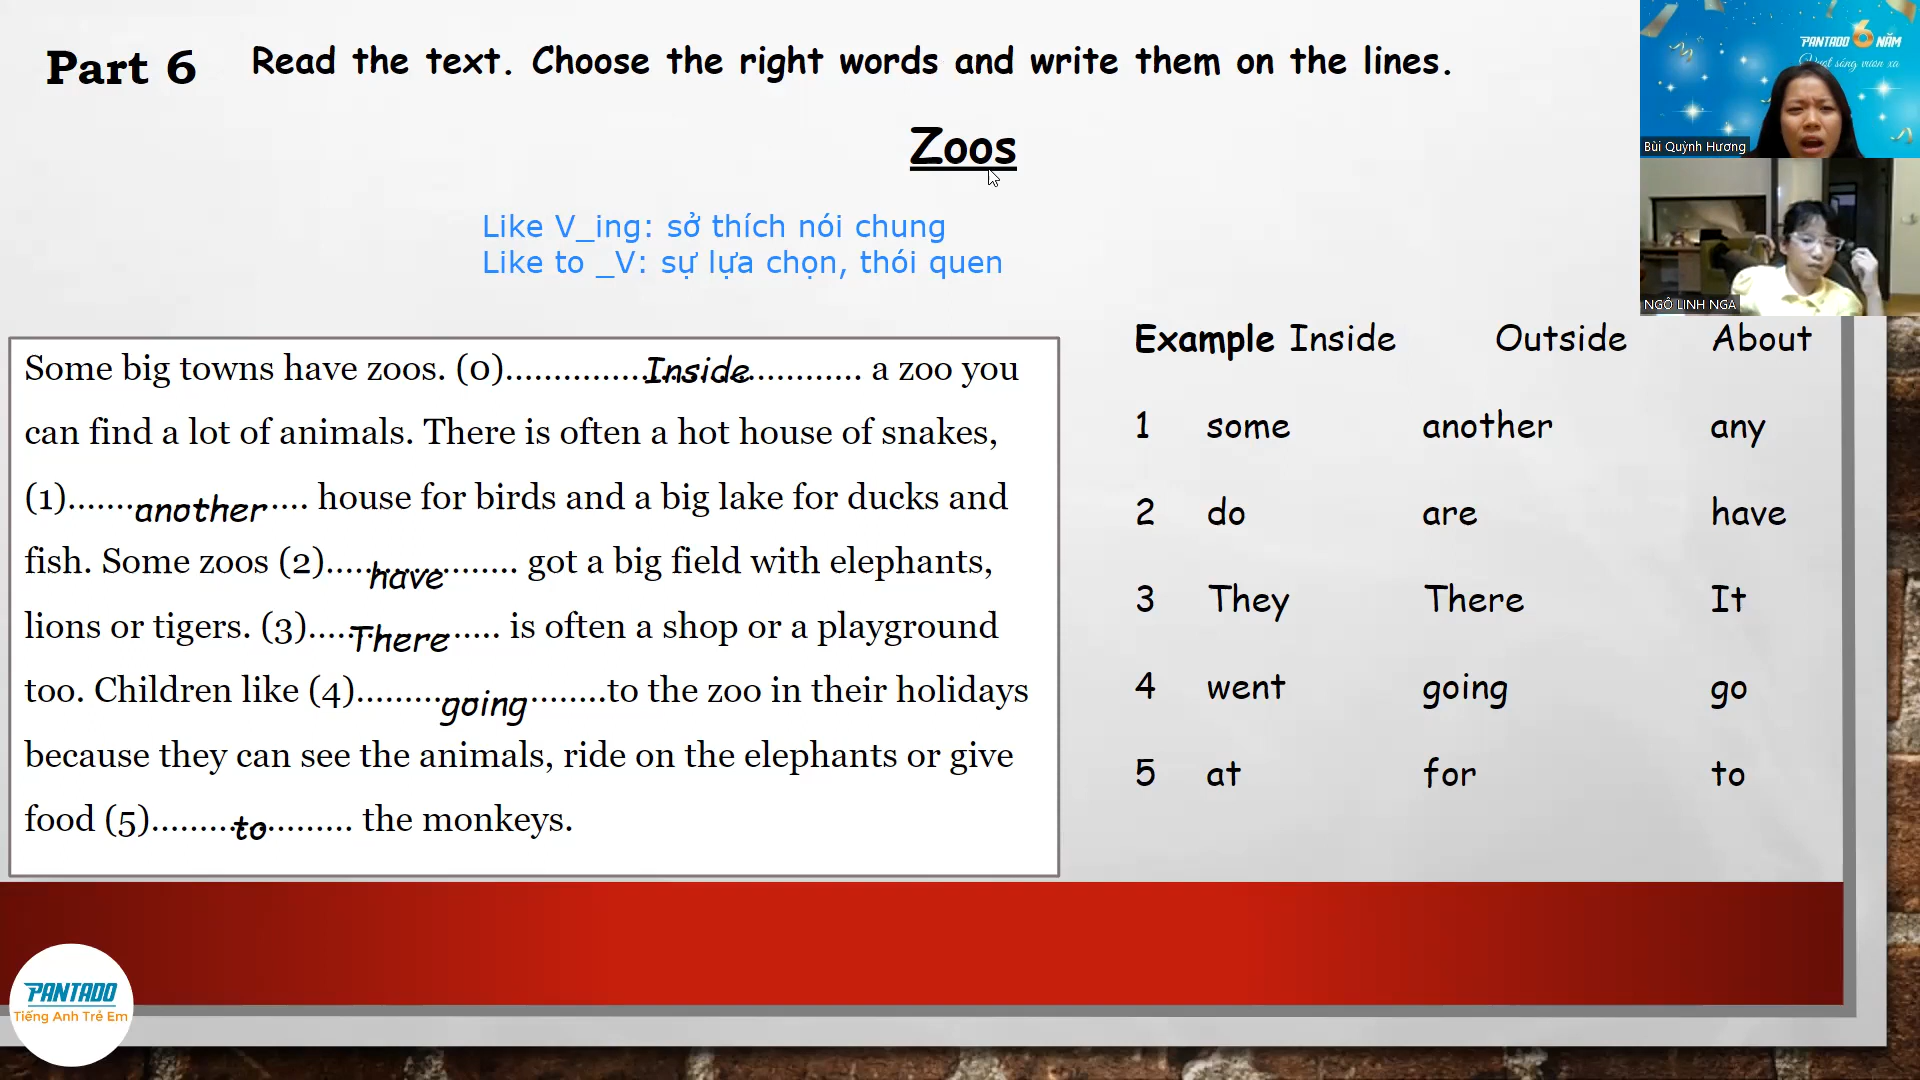 Part 6 Read the text. Choose the right words and write them on the lines.
Zoos
Like V_ing: sở thích nói chung
Like to _V: sự lựa chọn, thói quen
Some big towns have zoos. (0)...............Inside............ a zoo you
can find a lot of animals. There is often a hot house of snakes,
(1).......another.... house for birds and a big lake for ducks and
fish. Some zoos (2).....have........ got a big field with elephants,
lions or tigers. (3).....There..... is often a shop or a playground
too. Children like (4).........going........to the zoo in their holidays
because they can see the animals, ride on the elephants or give
food (5)........to......... the monkeys.
Example Inside Outside About
1 some another any
2 do are have
3 They There It
4 went going go
5 at for to
PANTADO 6 NĂM
Vượt sáng vươn xa
Bùi Quỳnh Hương
NGÔ LINH NGA
PANTADO
Tiếng Anh Trẻ Em